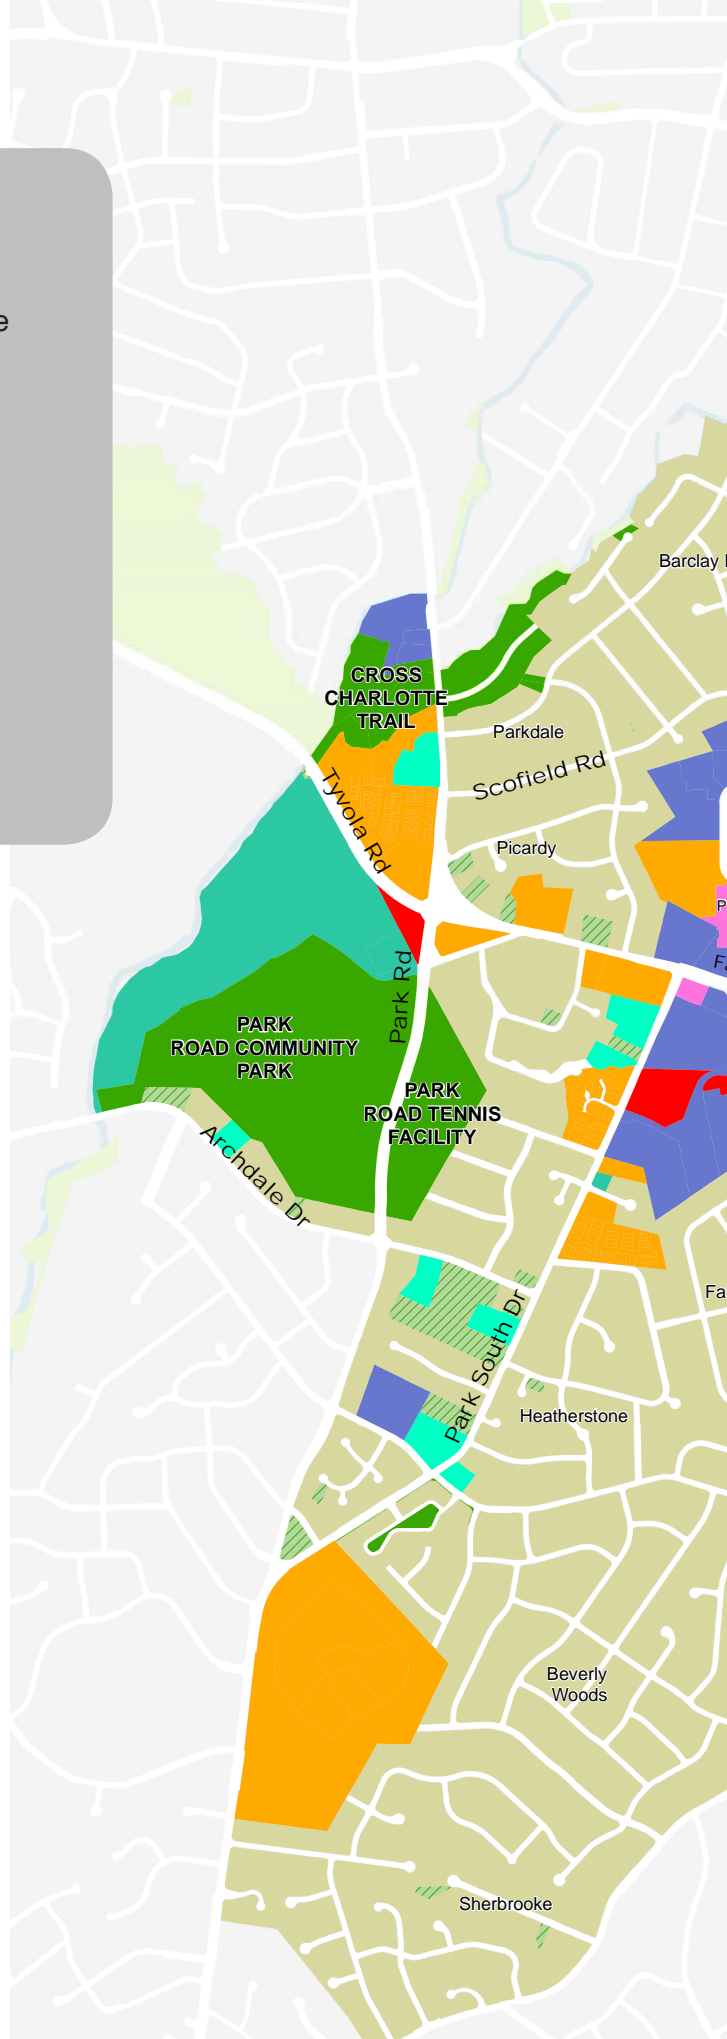 e
Barclay
CROSS
CHARLOTTE
TRAIL
Parkdale
Scofield Rd
Tyvola Rd
Picardy
P
F
Park Rd
PARK
ROAD COMMUNITY
PARK
PARK
ROAD TENNIS
FACILITY
Archdale Dr
Fa
Park South Dr
Heatherstone
Beverly
Woods
Sherbrooke